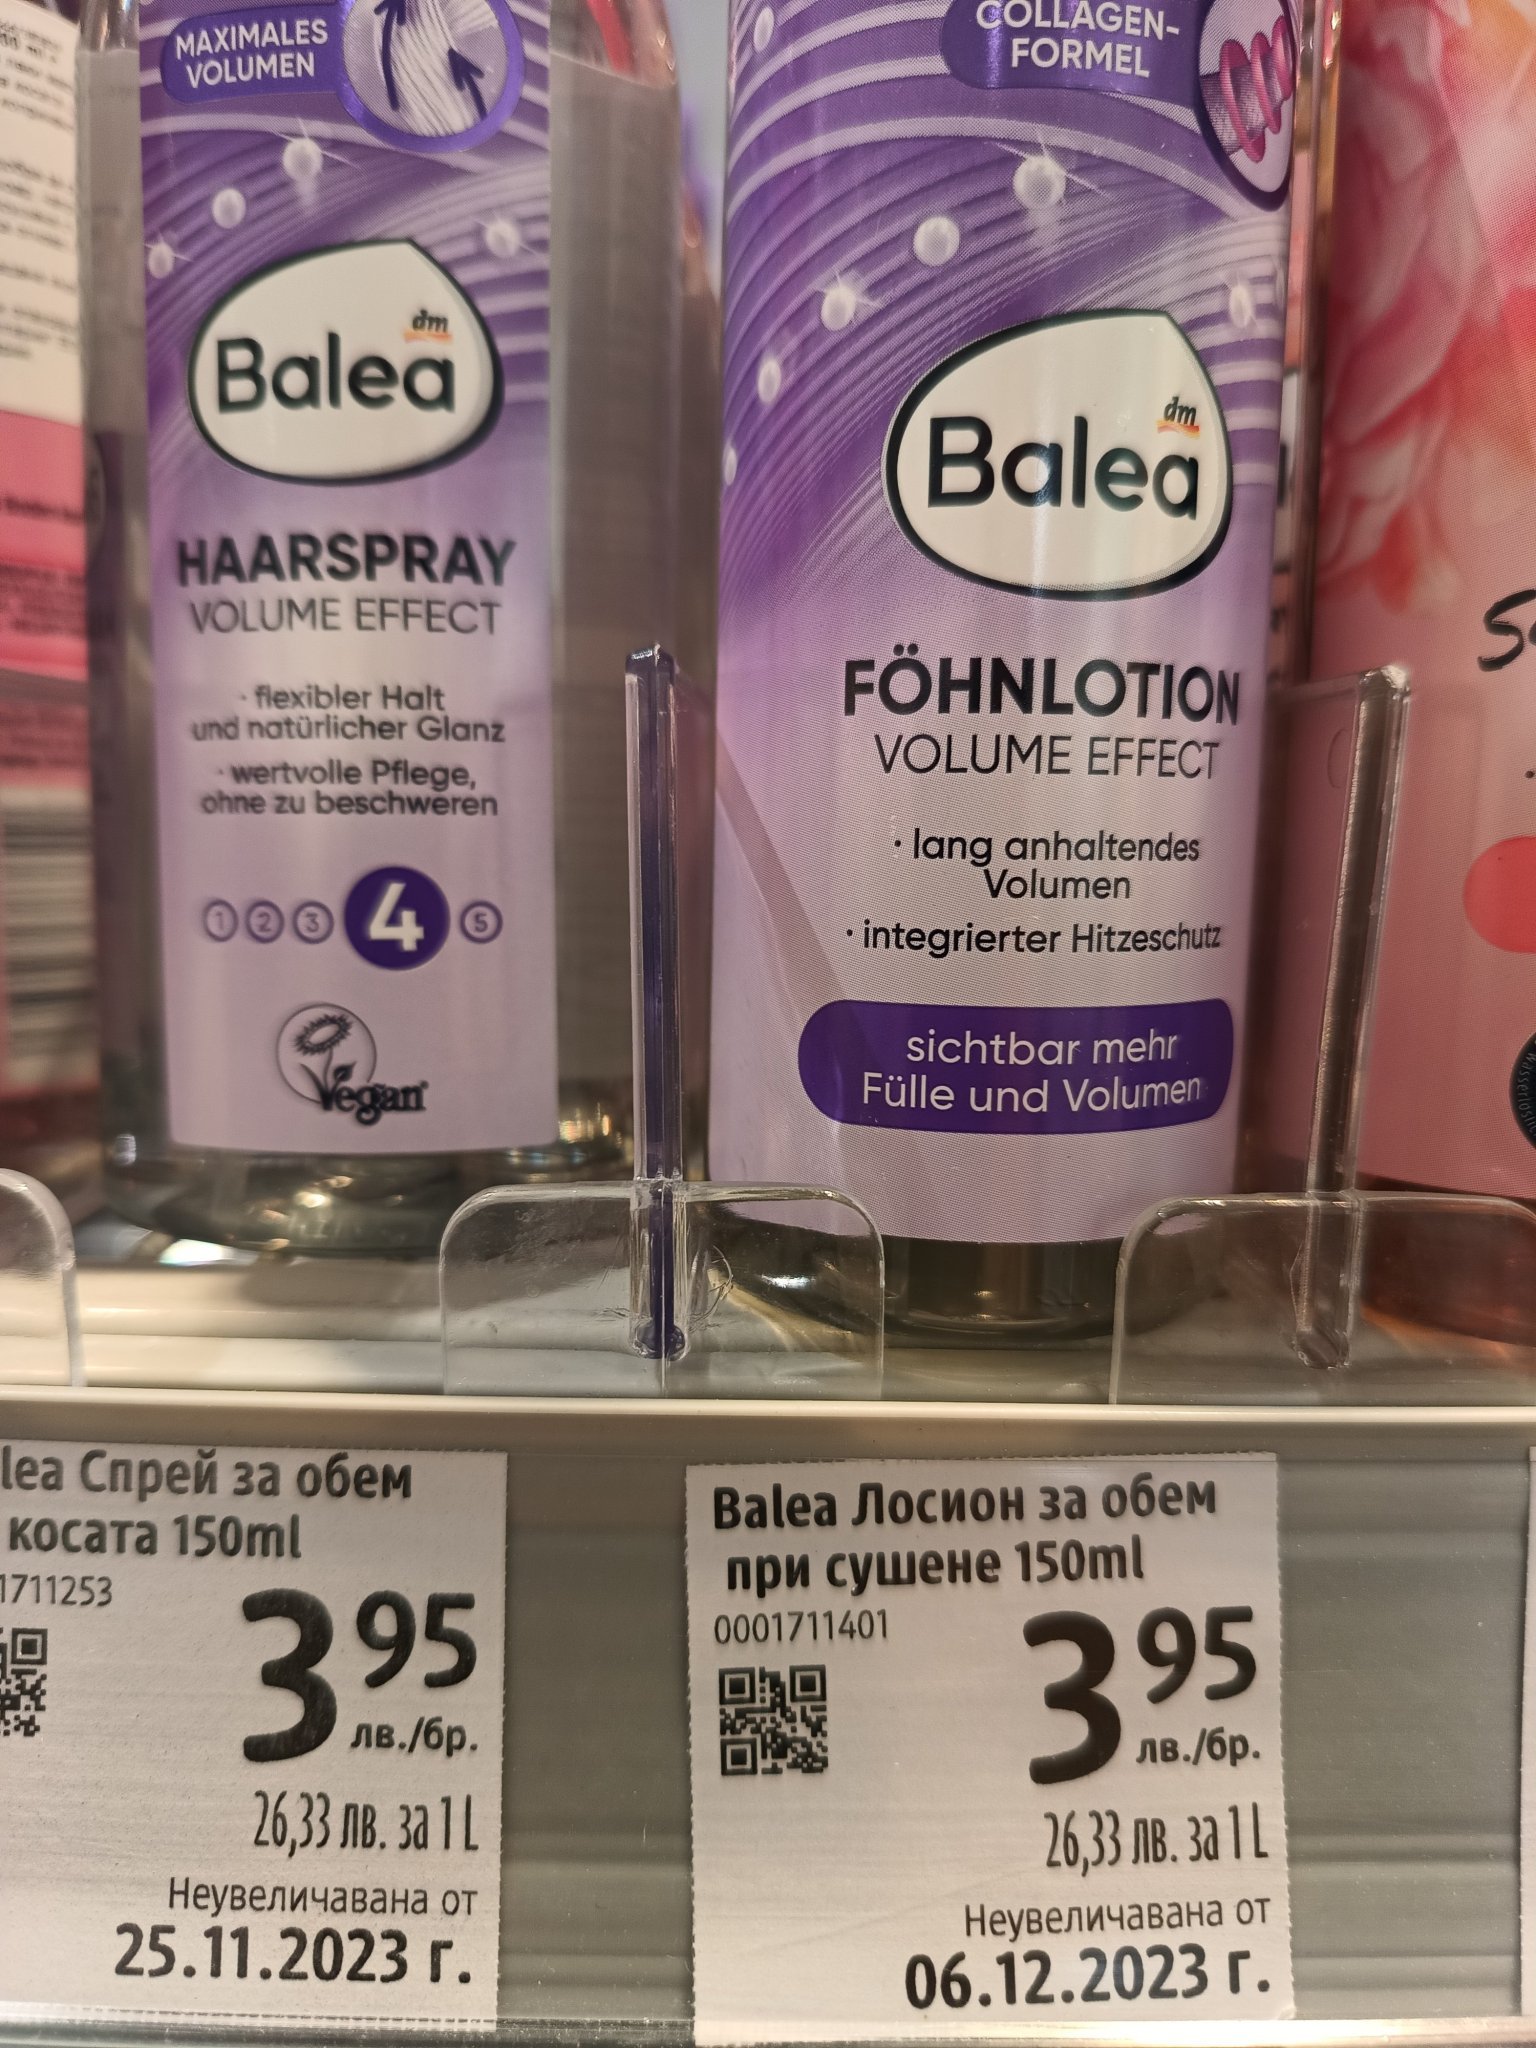 MAXIMALES
VOLUMEN
dm
Balea
HAARSPRAY
VOLUME EFFECT
· flexibler Halt
und natürlicher Glanz
· wertvolle Pflege,
ohne zu beschweren
1 2 3 4 5
Vegan
COLLAGEN-
FORMEL
dm
Balea
FÖHNLOTION
VOLUME EFFECT
· lang anhaltendes
Volumen
· integrierter Hitzeschutz
sichtbar mehr
Fülle und Volumen
lea Спрей за обем
косата 150ml
1711253
3 95
лв./бр.
26,33 лв. за 1 L
Неувеличавана от
25.11.2023 г.
Balea Лосион за обем
при сушене 150ml
0001711401
3 95
лв./бр.
26,33 лв. за 1 L
Неувеличавана от
06.12.2023 г.